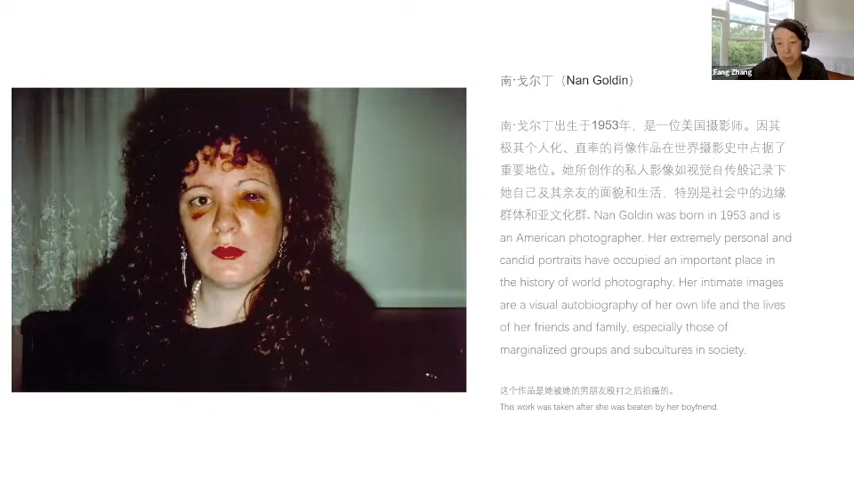 Fang Zhang
南·戈尔丁（Nan Goldin）
南·戈尔丁出生于1953年，是一位美国摄影师。因其
极其个人化、直率的肖像作品在世界摄影史中占据了
重要地位。她所创作的私人影像如视觉自传般记录下
她自己及其亲友的面貌和生活，特别是社会中的边缘
群体和亚文化群. Nan Goldin was born in 1953 and is
an American photographer. Her extremely personal and
candid portraits have occupied an important place in
the history of world photography. Her intimate images
are a visual autobiography of her own life and the lives
of her friends and family, especially those of
marginalized groups and subcultures in society.
这个作品是她被她的男朋友殴打之后拍摄的。
This work was taken after she was beaten by her boyfriend